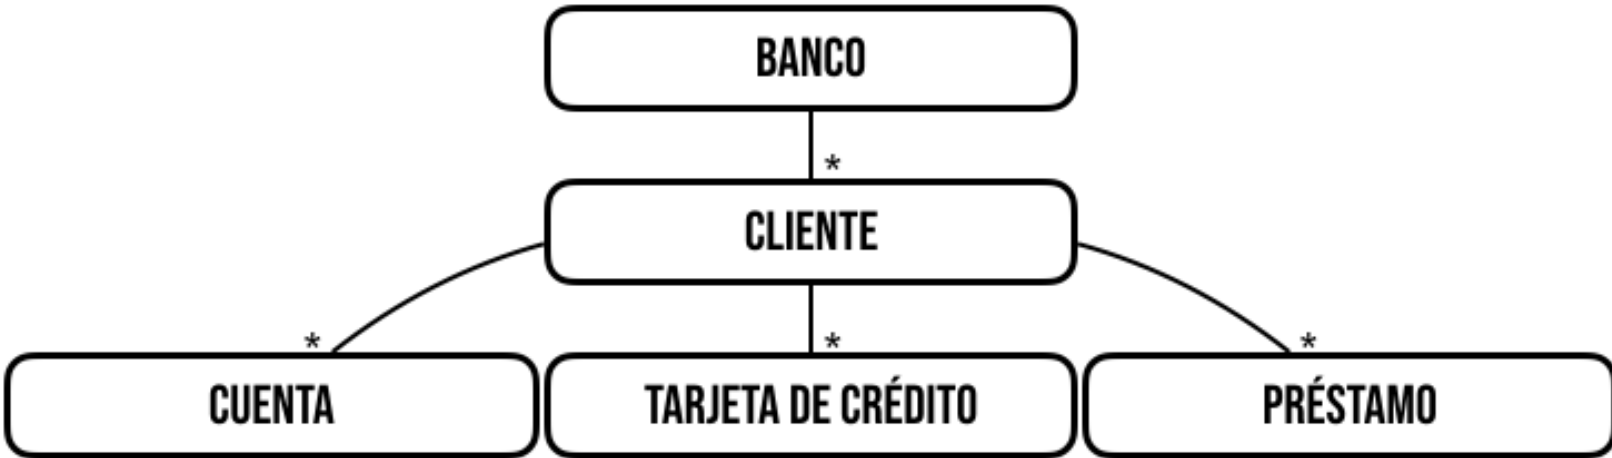 BANCO
*
CLIENTE
* * *
CUENTA TARJETA DE CRÉDITO PRÉSTAMO